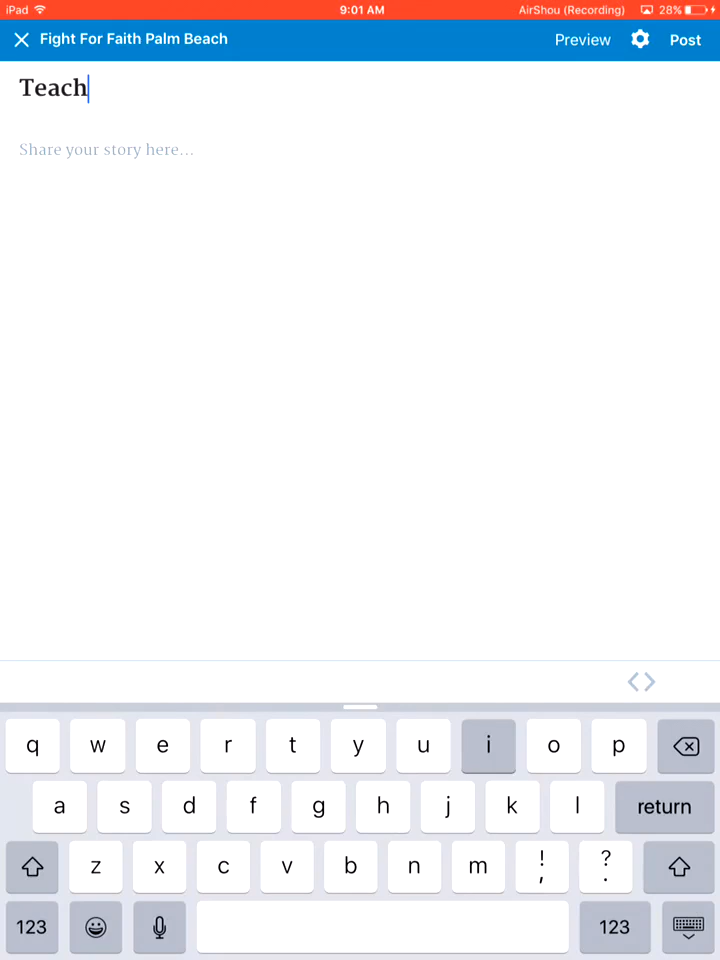 iPad 9:01 AM AirShou (Recording) 28%
Fight For Faith Palm Beach Preview Post
Teach
Share your story here...
q w e r t y u i o p
a s d f g h j k l return
z x c v b n m ! , ? .
123 123